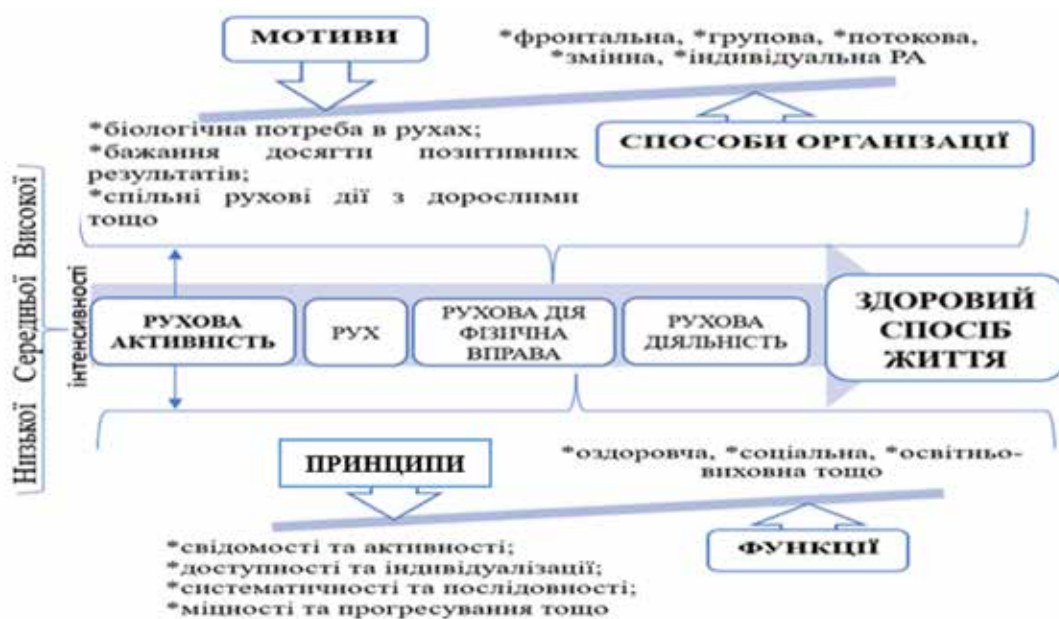 МОТИВИ
*фронтальна, *групова, *потокова,
*змінна, *індивідуальна РА
*біологічна потреба в рухах;
*бажання досягти позитивних
результатів;
*спільні рухові дії з дорослими
тощо
СПОСОБИ ОРГАНІЗАЦІЇ
Низької Середньої Високої
інтенсивності
РУХОВА
АКТИВНІСТЬ
РУХ
РУХОВА ДІЯ
ФІЗИЧНА
ВПРАВА
РУХОВА
ДІЯЛЬНІСТЬ
ЗДОРОВИЙ
СПОСІБ
ЖИТТЯ
ПРИНЦИПИ
*оздоровча, *соціальна, *освітньо-
виховна тощо
*свідомості та активності;
*доступності та індивідуалізації;
*систематичності та послідовності;
*міцності та прогресування тощо
ФУНКЦІЇ